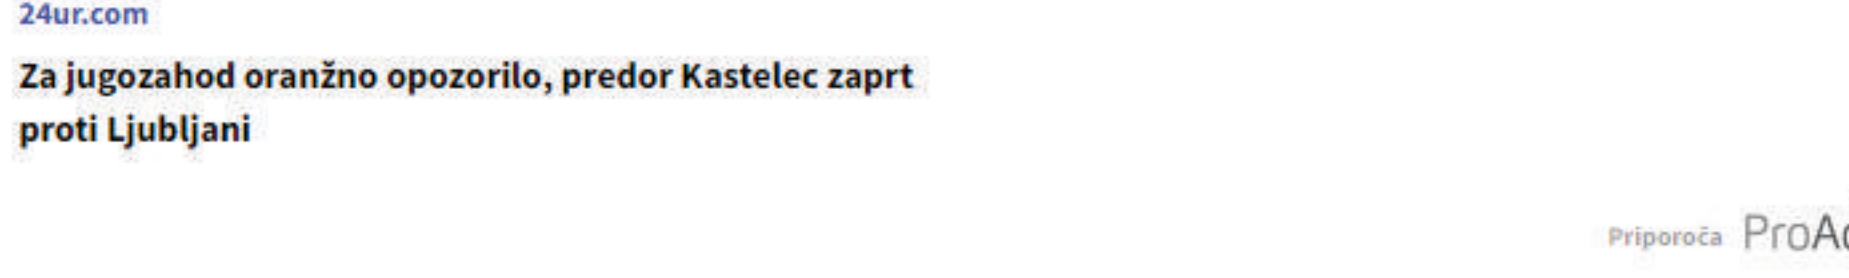 24ur.com
Za jugozahod oranžno opozorilo, predor Kastelec zaprt
proti Ljubljani
Priporoča